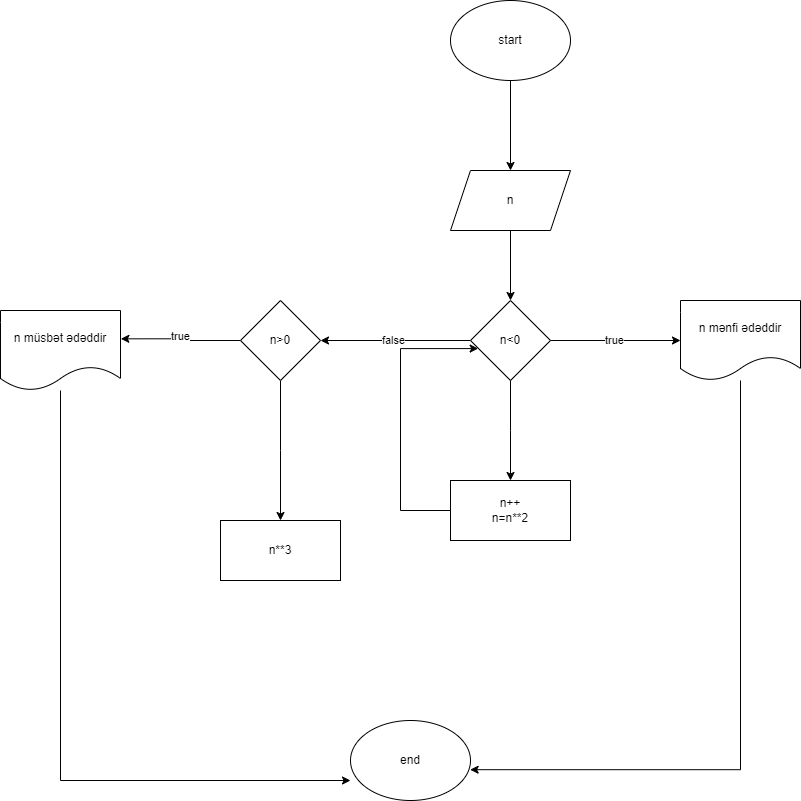 start
n
n müsbət ədəddir
true
n>0
false
n<0
true
n mənfi ədəddir
n++
n=n**2
n**3
end